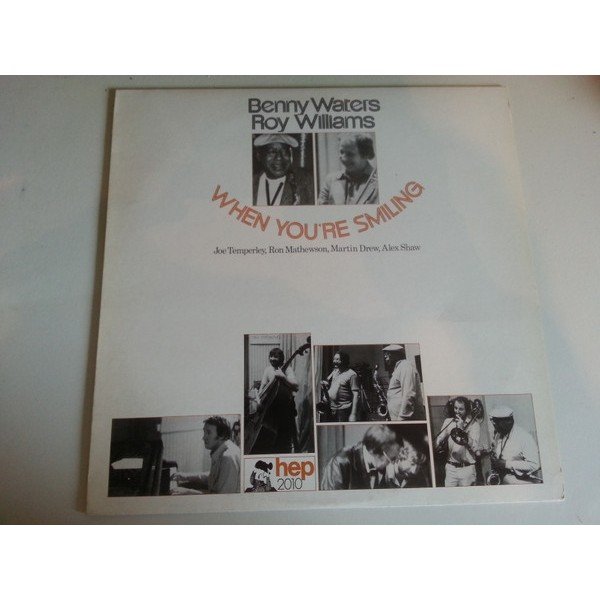 Benny Waters
Roy Williams
WHEN YOU'RE SMILING
Joe Temperley, Ron Mathewson, Martin Drew, Alex Shaw
hep
2010